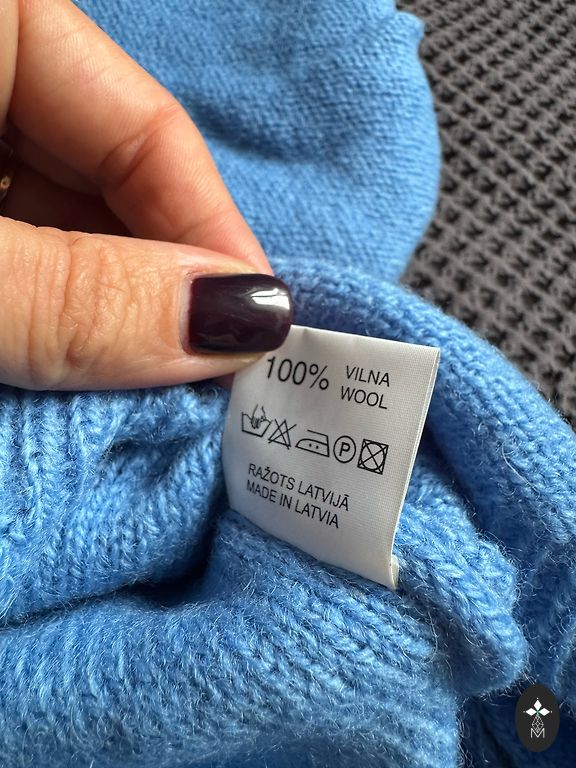 100% VILNA
WOOL
P
RAŽOTS LATVIJĀ
MADE IN LATVIA
M